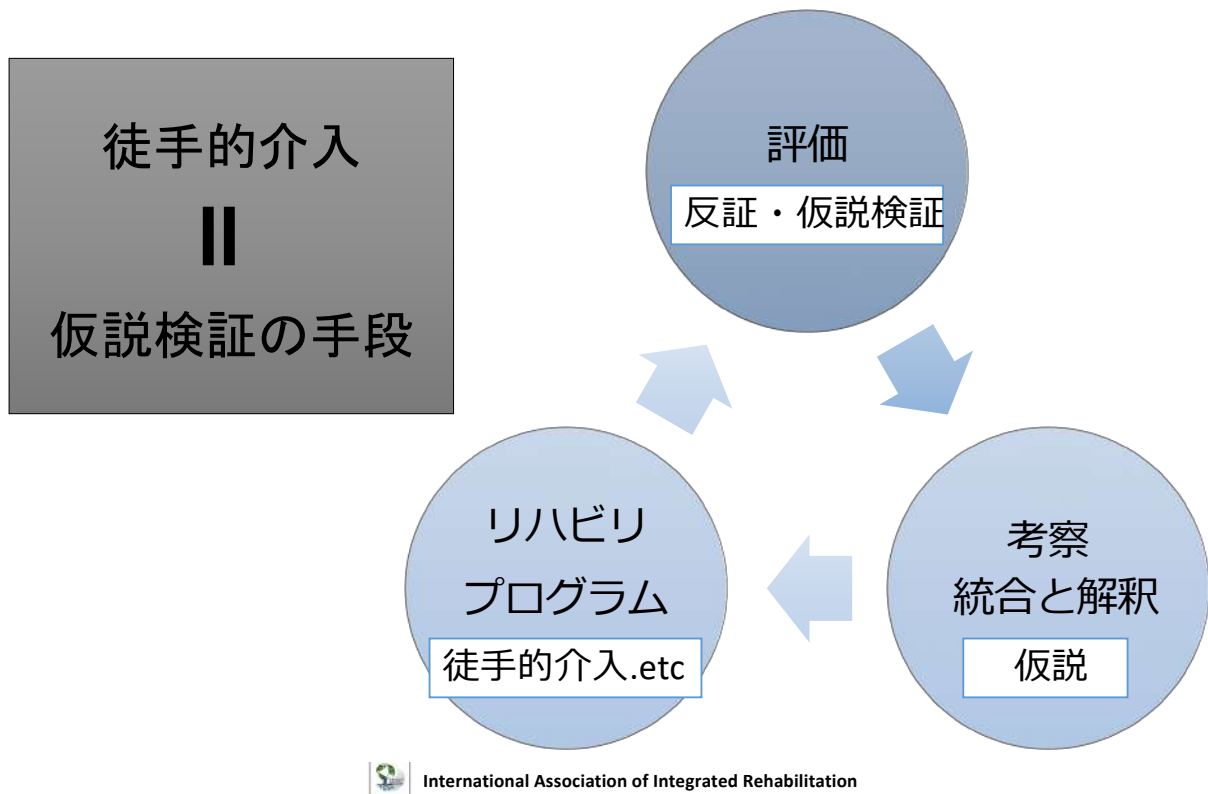 徒手的介入
||
仮説検証の手段
評価
反証・仮説検証
考察
統合と解釈
仮説
リハビリ
プログラム
徒手的介入.etc
International Association of Integrated Rehabilitation